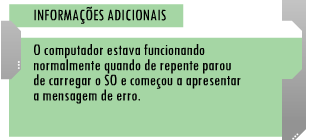 INFORMAÇÕES ADICIONAIS
O computador estava funcionando
normalmente quando de repente parou
de carregar o SO e começou a apresentar
a mensagem de erro.